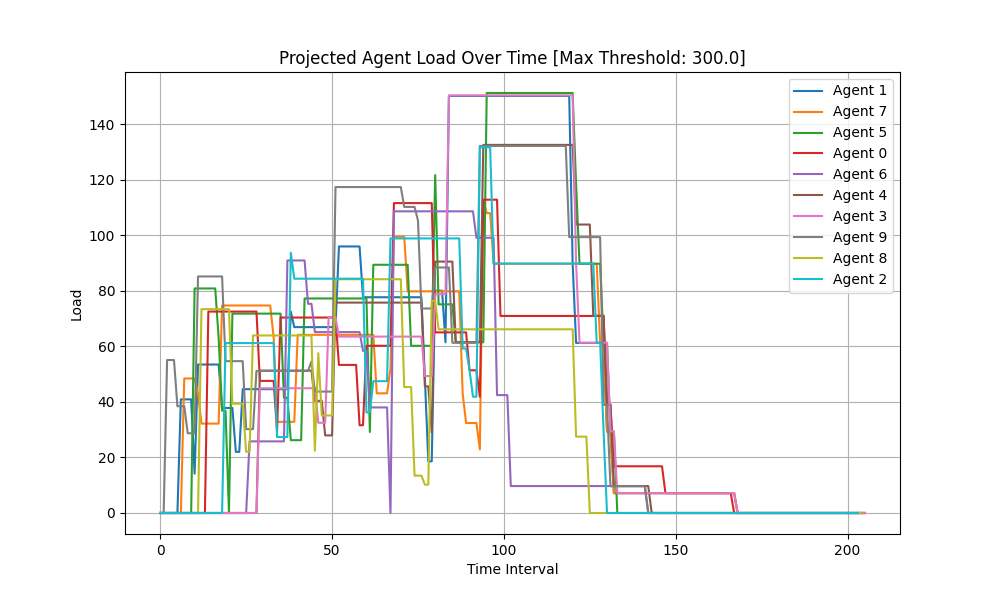 Projected Agent Load Over Time [Max Threshold: 300.0]
Load
140
120
100
80
60
40
20
0
0 50 100 150 200
Time Interval
Agent 1
Agent 7
Agent 5
Agent 0
Agent 6
Agent 4
Agent 3
Agent 9
Agent 8
Agent 2